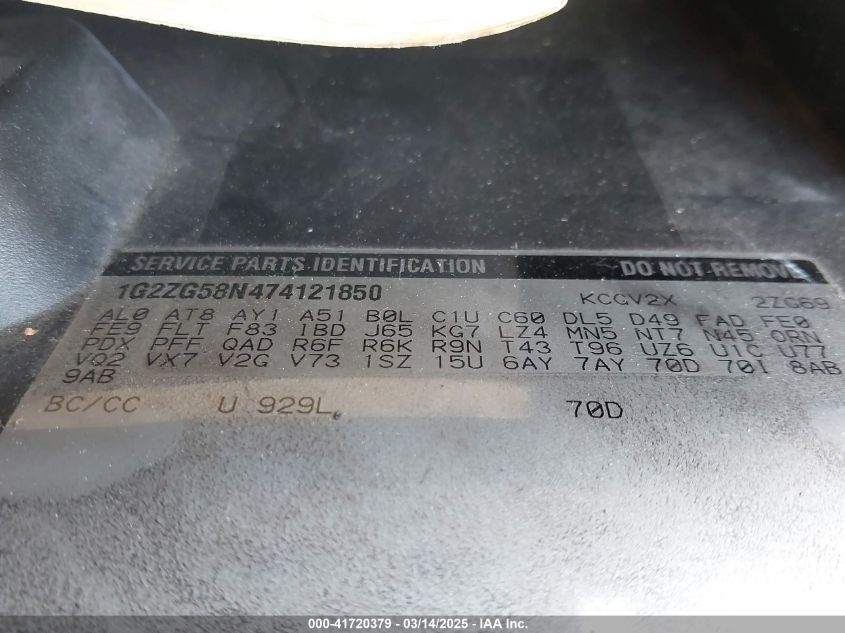 SERVICE PARTS IDENTIFICATION DO NOT REMOVE
1G2ZG58N474121850 KCCV2X 2ZG69
AL0 AT8 AY1 A51 B0L C1U C60 DL5 D49 FAD FE0
FE9 FLT F83 IBD J65 KG7 LZ4 MN5 NT7 N45 ORN
PDX PFF QAD R6F R6K R9N T43 T96 UZ6 U1C U77
VQ2 VX7 V2G V73 1SZ 15U 6AY 7AY 70D 70I 8AB
9AB
BC/CC U 929L 70D
000-41720379 - 03/14/2025 - IAA Inc.